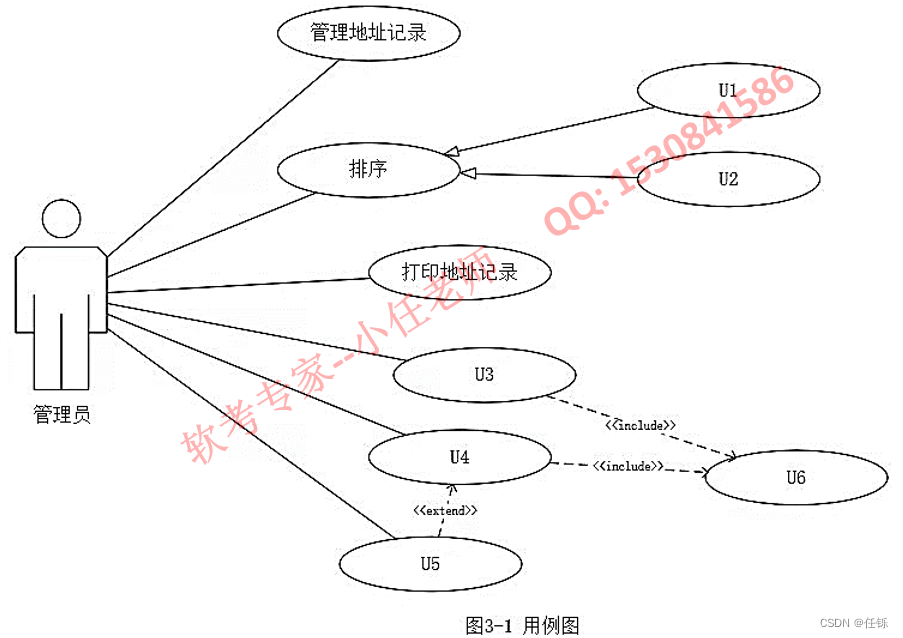 管理地址记录
U1
排序
U2
QQ: 1530841586
打印地址记录
软考专家--小任老师
U3
管理员
<<include>>
U4
<<include>>
U6
<<extend>>
U5
图3-1 用例图
CSDN @任铄